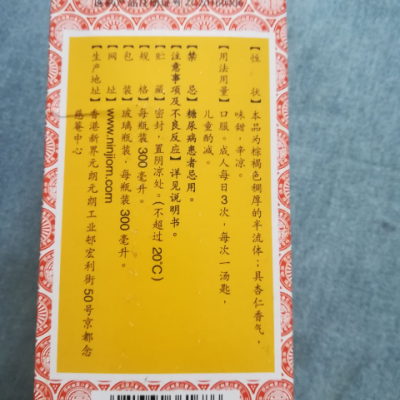 【性　状】本品为棕褐色稠厚的半流体；具杏仁香气，
味甜、辛凉。
【用法用量】口服。成人每日3次，每次一汤匙，
儿童酌减。
【禁　忌】糖尿病患者忌用。
【注意事项及不良反应】详见说明书。
【贮　藏】密封，置阴凉处。(不超过20°C)
【规　格】每瓶装300毫升。
【包　装】玻璃瓶装，每瓶装300毫升。
【网　址】www.ninjiom.com
【生产地址】香港新界元朗元朗工业邨宏利街50号京都念
慈菴中心